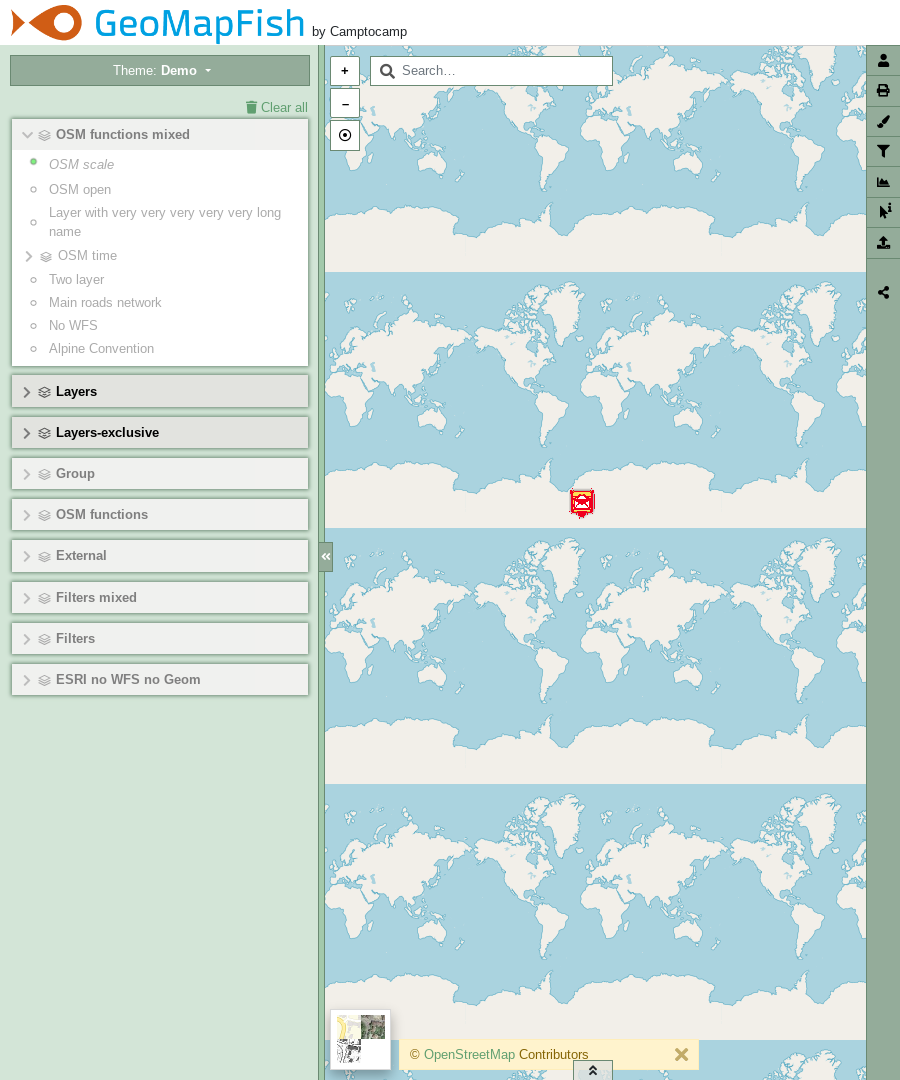 GeoMapFish by Camptocamp
Theme: Demo
Clear all
OSM functions mixed
OSM scale
OSM open
Layer with very very very very very long
name
OSM time
Two layer
Main roads network
No WFS
Alpine Convention
Layers
Layers-exclusive
Group
OSM functions
External
Filters mixed
Filters
ESRI no WFS no Geom
+
Search…
−
© OpenStreetMap Contributors